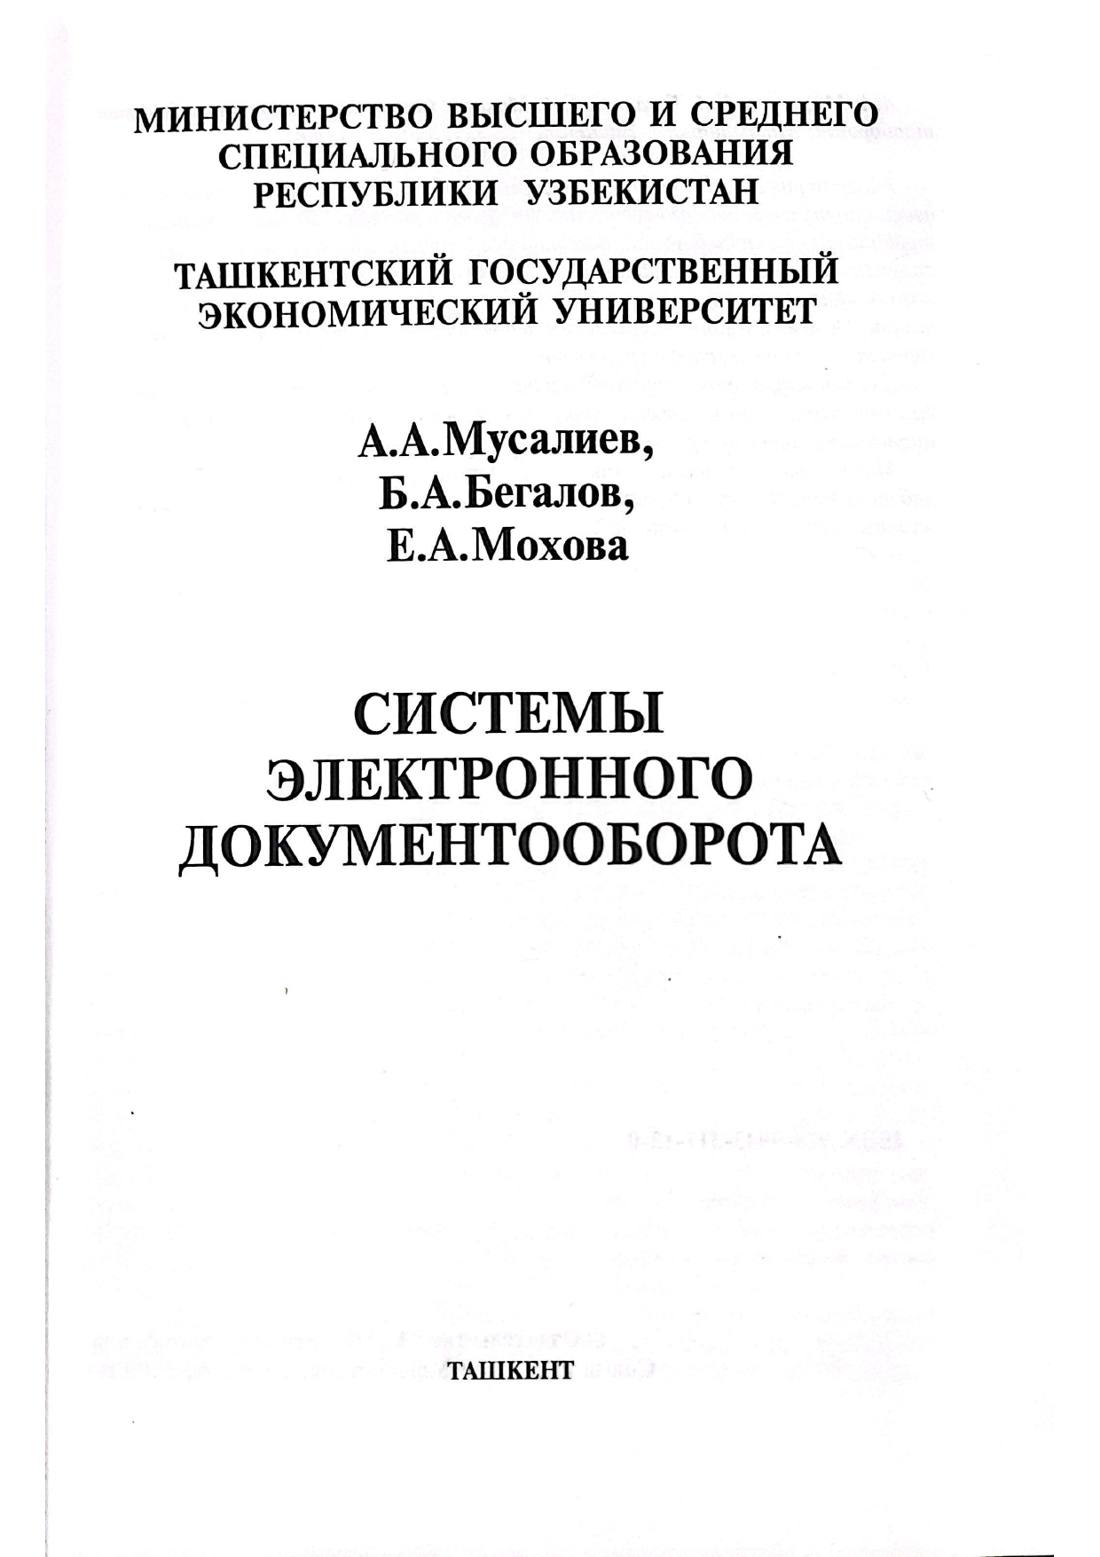 МИНИСТЕРСТВО ВЫСШЕГО И СРЕДНЕГО
СПЕЦИАЛЬНОГО ОБРАЗОВАНИЯ
РЕСПУБЛИКИ УЗБЕКИСТАН
ТАШКЕНТСКИЙ ГОСУДАРСТВЕННЫЙ
ЭКОНОМИЧЕСКИЙ УНИВЕРСИТЕТ
А.А.Мусалиев,
Б.А.Бегалов,
Е.А.Мохова
СИСТЕМЫ
ЭЛЕКТРОННОГО
ДОКУМЕНТООБОРОТА
ТАШКЕНТ